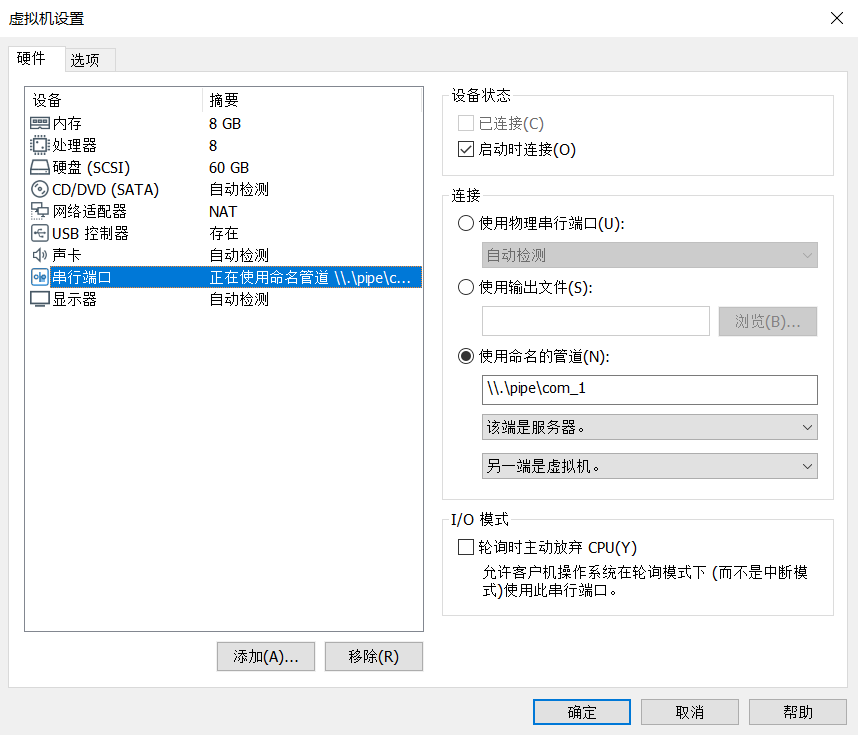 虚拟机设置
硬件 选项
设备 摘要
内存 8 GB
处理器 8
硬盘 (SCSI) 60 GB
CD/DVD (SATA) 自动检测
网络适配器 NAT
USB 控制器 存在
声卡 自动检测
串行端口 正在使用命名管道 \\.\pipe\c...
显示器 自动检测
添加(A)... 移除(R)
设备状态
已连接(C)
启动时连接(O)
连接
使用物理串行端口(U):
自动检测
使用输出文件(S):
浏览(B)...
使用命名的管道(N):
\\.\pipe\com_1
该端是服务器。
另一端是虚拟机。
I/O 模式
轮询时主动放弃 CPU(Y)
允许客户机操作系统在轮询模式下 (而不是中断模
式)使用此串行端口。
确定 取消 帮助